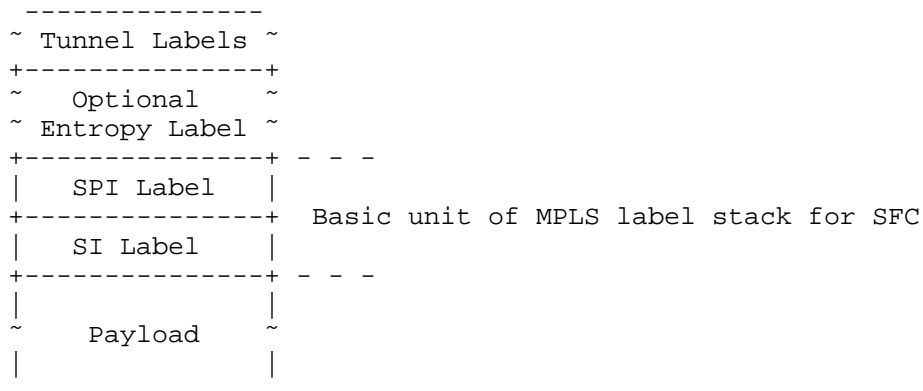 Tunnel Labels
Optional
Entropy Label
SPI Label
Basic unit of MPLS label stack for SFC
SI Label
Payload